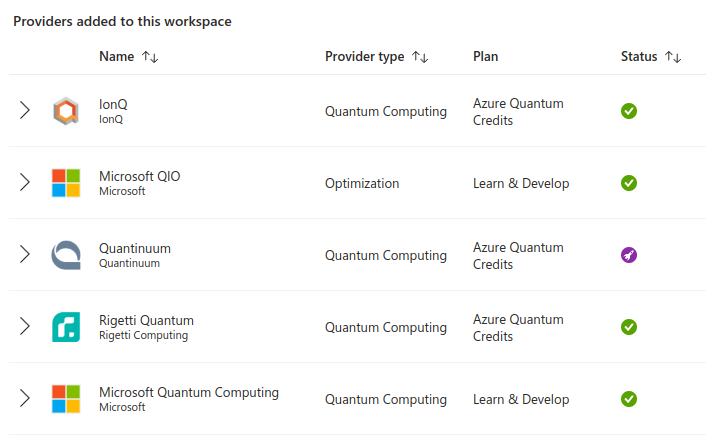 Providers added to this workspace
Name Provider type Plan Status
IonQ
IonQ
Quantum Computing
Azure Quantum
Credits
Microsoft QIO
Microsoft
Optimization
Learn & Develop
Quantinuum
Quantinuum
Quantum Computing
Azure Quantum
Credits
Rigetti Quantum
Rigetti Computing
Quantum Computing
Azure Quantum
Credits
Microsoft Quantum Computing
Microsoft
Quantum Computing
Learn & Develop